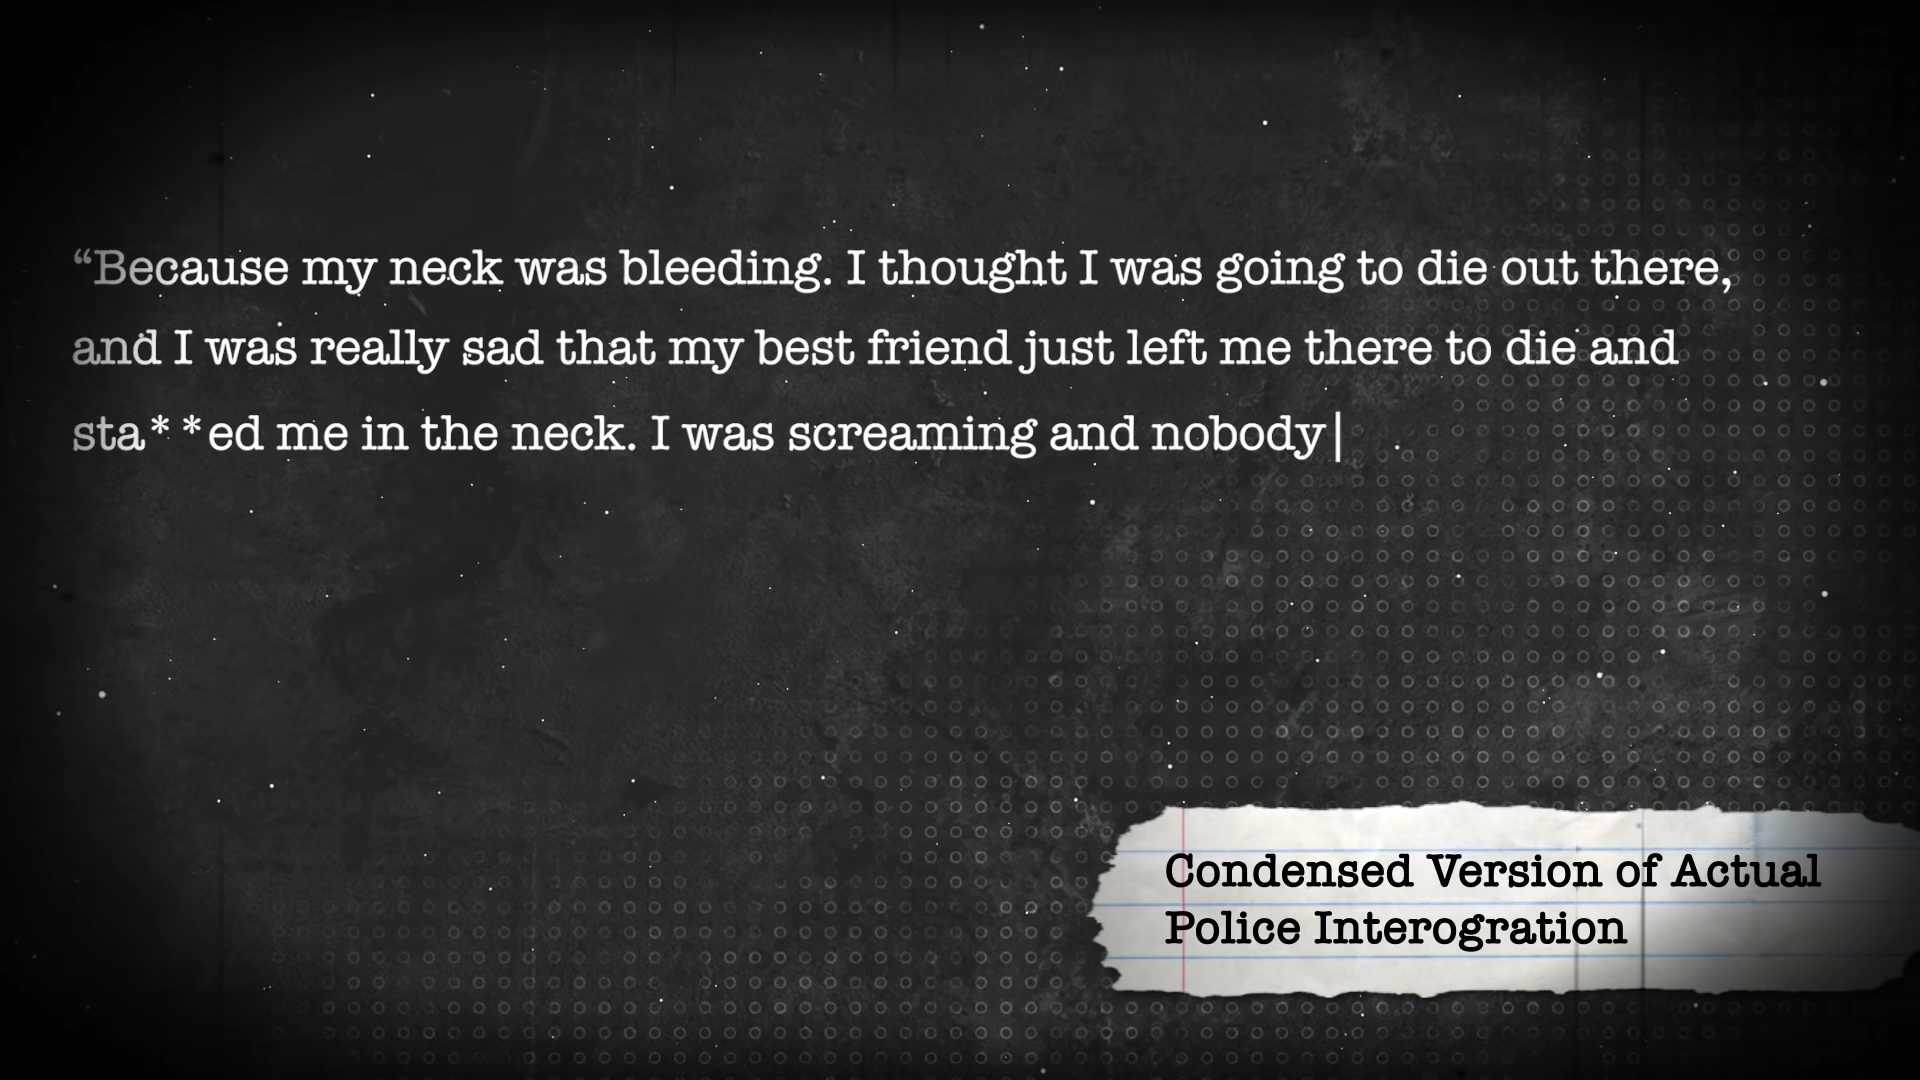 “Because my neck was bleeding. I thought I was going to die out there,
and I was really sad that my best friend just left me there to die and
sta**ed me in the neck. I was screaming and nobody|
Condensed Version of Actual
Police Interogration